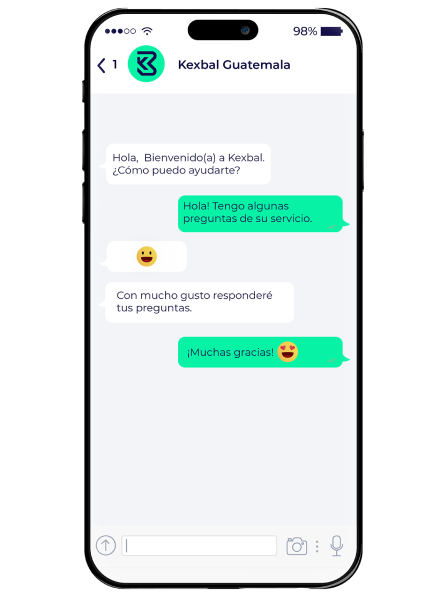 98%
1 Kexbal Guatemala
Hola, Bienvenido(a) a Kexbal.
¿Cómo puedo ayudarte?
Hola! Tengo algunas
preguntas de su servicio.
Con mucho gusto responderé
tus preguntas.
¡Muchas gracias!